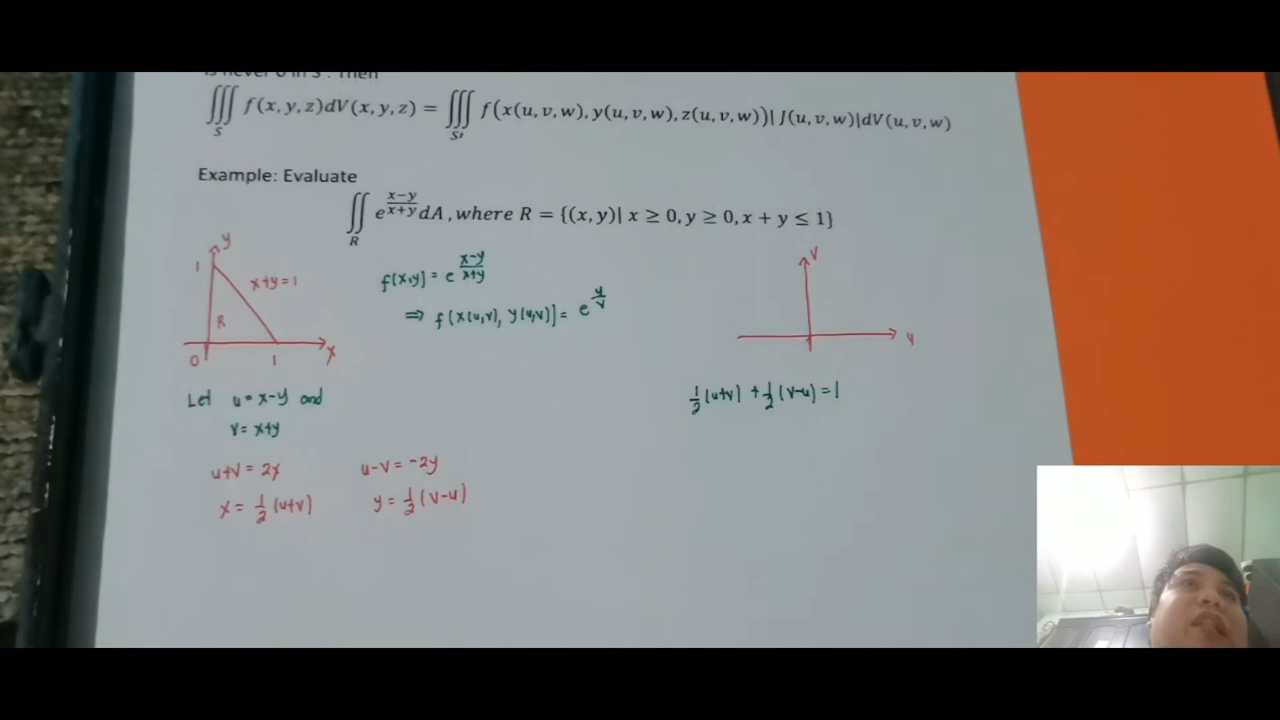 is never 0 in S'. Then
∭_S f(x, y, z)dV(x, y, z) = ∭_S' f(x(u, v, w), y(u, v, w), z(u, v, w))|J(u, v, w)|dV(u, v, w)
Example: Evaluate
∬_R e^((x−y)/(x+y)) dA, where R = {(x, y)| x ≥ 0, y ≥ 0, x + y ≤ 1}
y
1
x+y=1
R
0
1
x
f(x,y) = e^((x-y)/(x+y))
⇒ f(x(u,v), y(u,v)) = e^(u/v)
v
u
Let u = x-y and
v = x+y
u+v = 2x
x = 1/2 (u+v)
u-v = -2y
y = 1/2 (v-u)
1/2 (u+v) + 1/2 (v-u) = 1